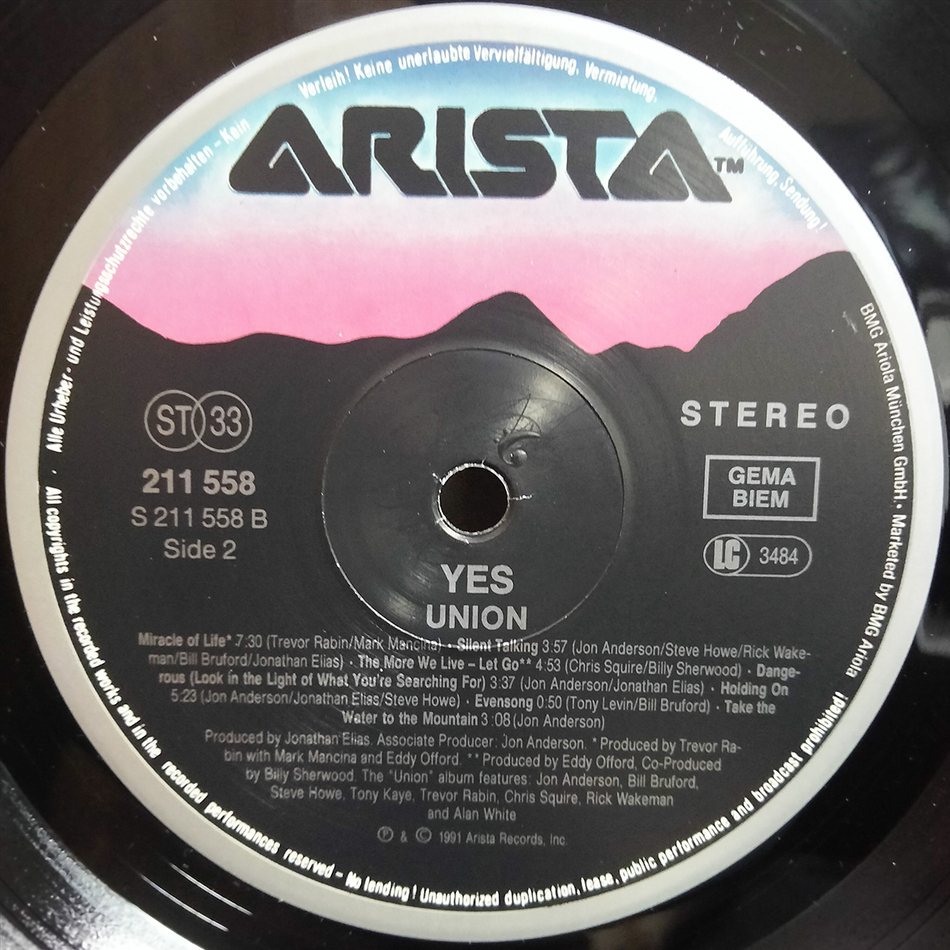 Alle Urheber- und Leistungsschutzrechte vorbehalten - Kein Verleih! Keine unerlaubte Vervielfältigung, Vermietung, Aufführung, Sendung!
ARISTA™
ST 33
STEREO
211 558
S 211 558 B
Side 2
GEMA
BIEM
LC 3484
YES
UNION
Miracle of Life* 7:30 (Trevor Rabin/Mark Mancina) · Silent Talking 3:57 (Jon Anderson/Steve Howe/Rick Wake-
man/Bill Bruford/Jonathan Elias) · The More We Live – Let Go** 4:53 (Chris Squire/Billy Sherwood) · Dange-
rous (Look in the Light of What You're Searching For) 3:37 (Jon Anderson/Jonathan Elias) · Holding On
5:23 (Jon Anderson/Jonathan Elias/Steve Howe) · Evensong 0:50 (Tony Levin/Bill Bruford) · Take the
Water to the Mountain 3:08 (Jon Anderson)
Produced by Jonathan Elias. Associate Producer: Jon Anderson. * Produced by Trevor Ra-
bin with Mark Mancina and Eddy Offord. ** Produced by Eddy Offord, Co-Produced
by Billy Sherwood. The "Union" album features: Jon Anderson, Bill Bruford,
Steve Howe, Tony Kaye, Trevor Rabin, Chris Squire, Rick Wakeman
and Alan White
Ⓟ & © 1991 Arista Records, Inc.
BMG Ariola München GmbH · Marketed by BMG Ariola
· All copyrights in the recorded works and in the recorded performances reserved - No lending! Unauthorized duplication, lease, public performance and broadcast prohibited!